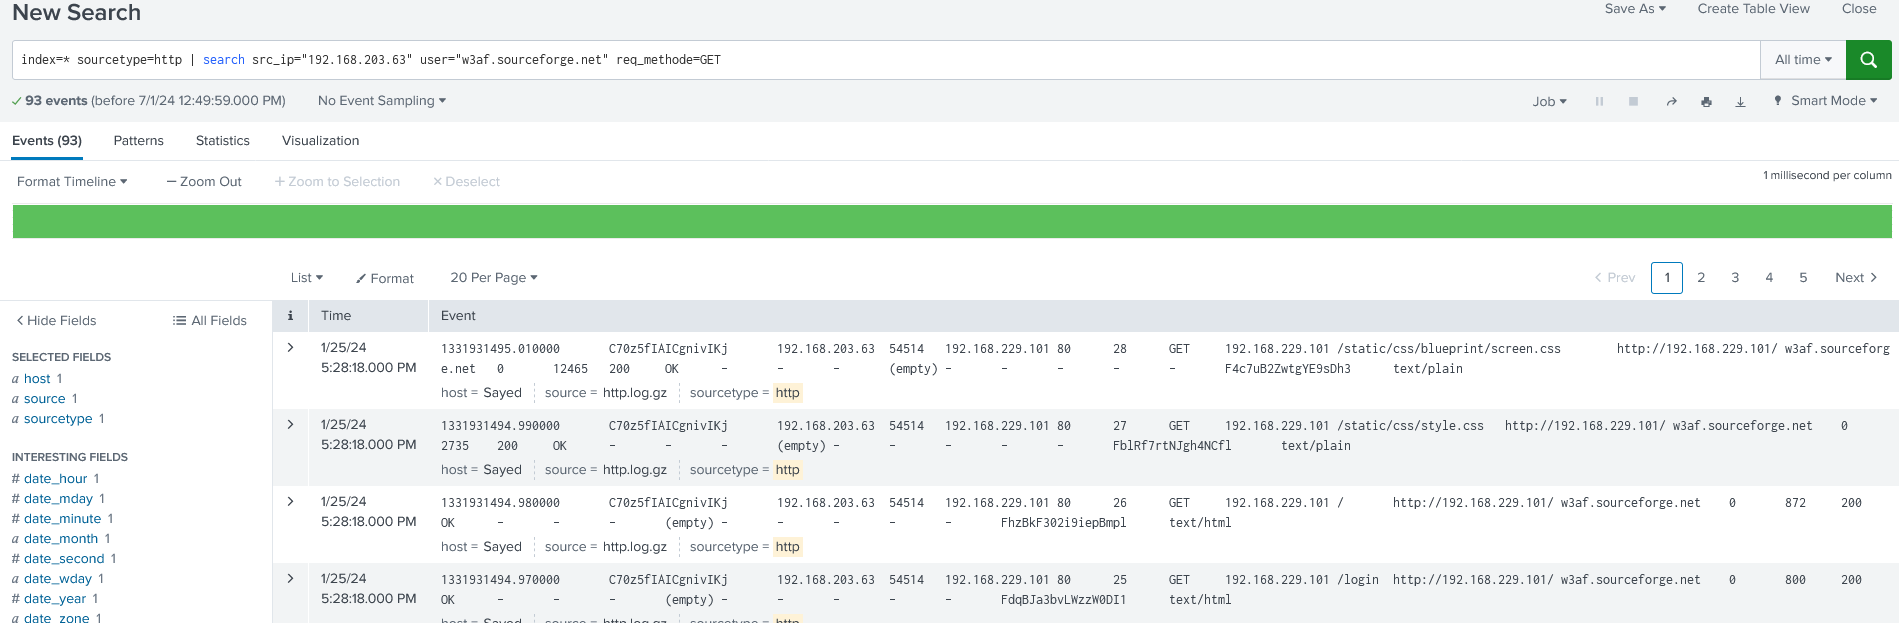 New Search
Save As Create Table View Close
index=* sourcetype=http | search src_ip="192.168.203.63" user="w3af.sourceforge.net" req_methode=GET
All time
93 events (before 7/1/24 12:49:59.000 PM) No Event Sampling
Job Smart Mode
Events (93) Patterns Statistics Visualization
Format Timeline — Zoom Out + Zoom to Selection × Deselect
1 millisecond per column
List Format 20 Per Page
< Prev 1 2 3 4 5 Next >
< Hide Fields All Fields
SELECTED FIELDS
a host 1
a source 1
a sourcetype 1
INTERESTING FIELDS
# date_hour 1
# date_mday 1
# date_minute 1
a date_month 1
# date_second 1
a date_wday 1
# date_year 1
a date_zone 1
i Time Event
> 1/25/24
5:28:18.000 PM
1331931495.010000 C70z5fIAICgnivIKj 192.168.203.63 54514 192.168.229.101 80 28 GET 192.168.229.101 /static/css/blueprint/screen.css http://192.168.229.101/ w3af.sourceforg
e.net 0 12465 200 OK - - - (empty) - - - - - F4c7uB2ZwtgYE9sDh3 text/plain
host = Sayed source = http.log.gz sourcetype = http
> 1/25/24
5:28:18.000 PM
1331931494.990000 C70z5fIAICgnivIKj 192.168.203.63 54514 192.168.229.101 80 27 GET 192.168.229.101 /static/css/style.css http://192.168.229.101/ w3af.sourceforge.net 0
2735 200 OK - - - (empty) - - - - - FblRf7rtNJgh4NCfl text/plain
host = Sayed source = http.log.gz sourcetype = http
> 1/25/24
5:28:18.000 PM
1331931494.980000 C70z5fIAICgnivIKj 192.168.203.63 54514 192.168.229.101 80 26 GET 192.168.229.101 / http://192.168.229.101/ w3af.sourceforge.net 0 872 200
OK - - - (empty) - - - - - FhzBkF302i9iepBmpl text/html
host = Sayed source = http.log.gz sourcetype = http
> 1/25/24
5:28:18.000 PM
1331931494.970000 C70z5fIAICgnivIKj 192.168.203.63 54514 192.168.229.101 80 25 GET 192.168.229.101 /login http://192.168.229.101/ w3af.sourceforge.net 0 800 200
OK - - - (empty) - - - - - FdqBJa3bvLWzzW0DI1 text/html
host = Sayed source = http.log.gz sourcetype = http